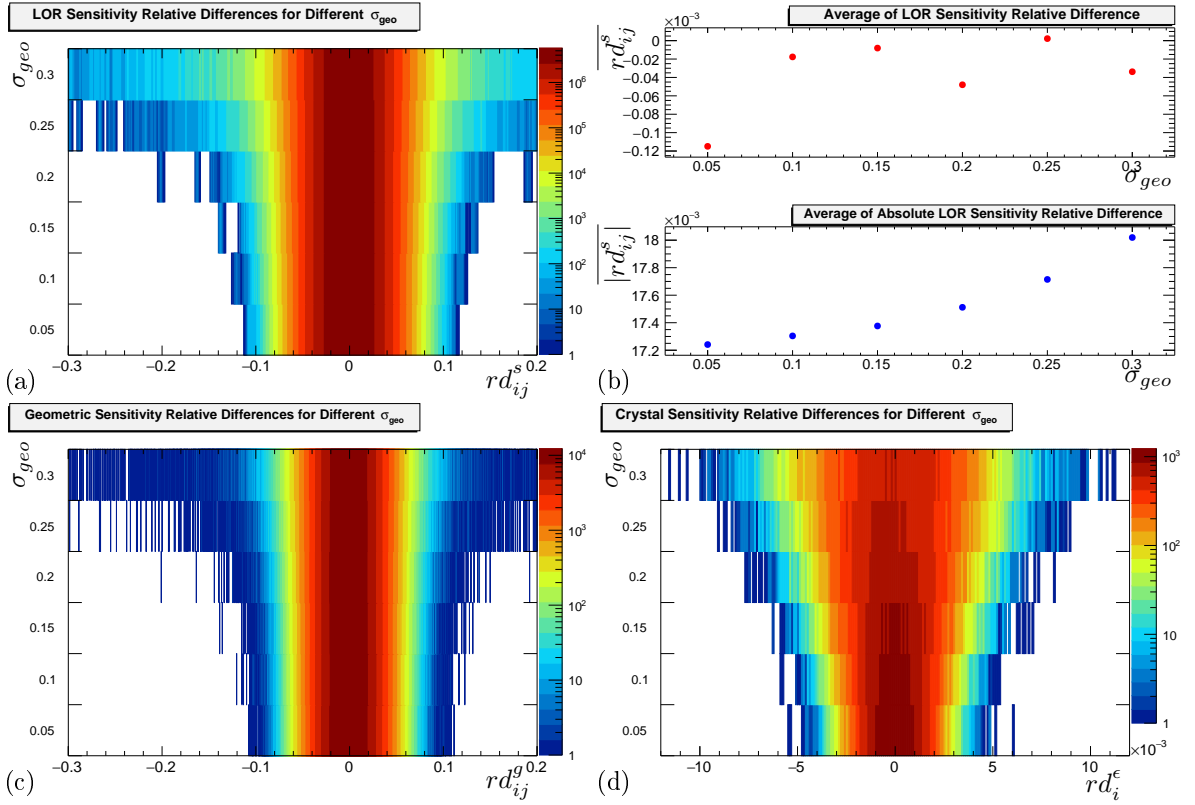 LOR Sensitivity Relative Differences for Different σgeo
σgeo
0.3
0.25
0.2
0.15
0.1
0.05
−0.3 −0.2 −0.1 0 0.1 0.2
10^6
10^5
10^4
10^3
10^2
10
1
(a)
rd^s_ij
Average of LOR Sensitivity Relative Difference
×10^−3
rd^s_ij
0
−0.02
−0.04
−0.06
−0.08
−0.1
−0.12
0.05 0.1 0.15 0.2 0.25 0.3
σgeo
Average of Absolute LOR Sensitivity Relative Difference
×10^−3
|rd^s_ij|
18
17.8
17.6
17.4
17.2
0.05 0.1 0.15 0.2 0.25 0.3
(b)
σgeo
Geometric Sensitivity Relative Differences for Different σgeo
σgeo
0.3
0.25
0.2
0.15
0.1
0.05
−0.3 −0.2 −0.1 0 0.1 0.2
10^4
10^3
10^2
10
1
(c)
rd^g_ij
Crystal Sensitivity Relative Differences for Different σgeo
σgeo
0.3
0.25
0.2
0.15
0.1
0.05
−10 −5 0 5 10
×10^−3
10^3
10^2
10
1
(d)
rd^ϵ_i